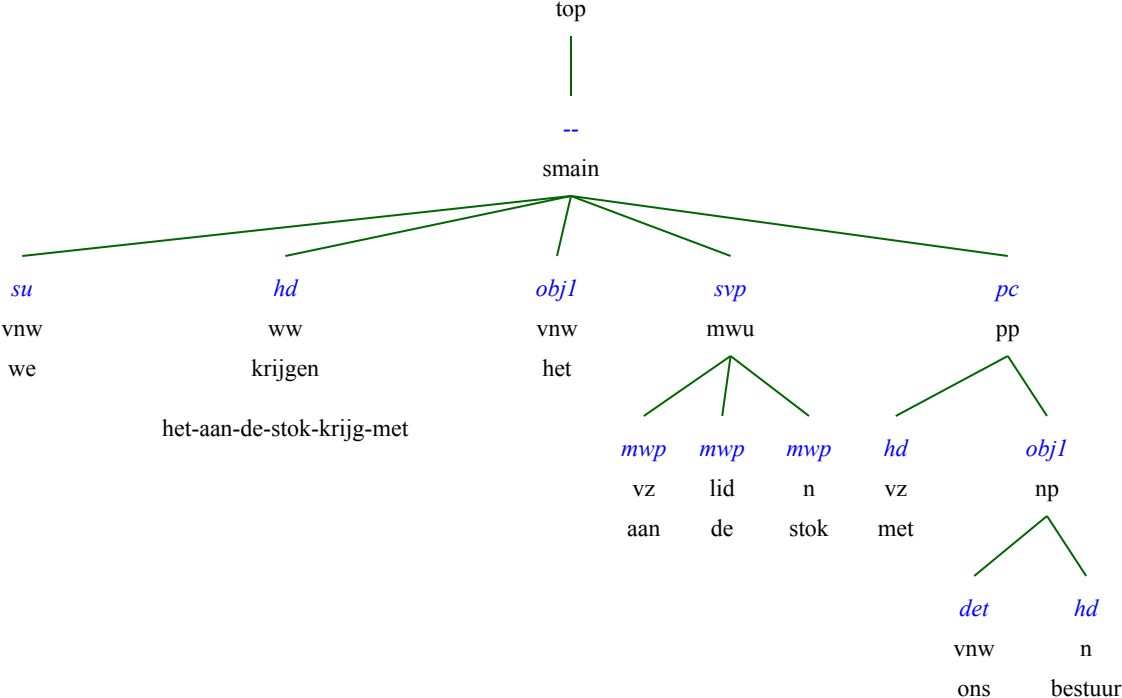 top
--
smain
su hd obj1 svp pc
vnw ww vnw mwu pp
we krijgen het
het-aan-de-stok-krijg-met
mwp mwp mwp hd obj1
vz lid n vz np
aan de stok met
det hd
vnw n
ons bestuur